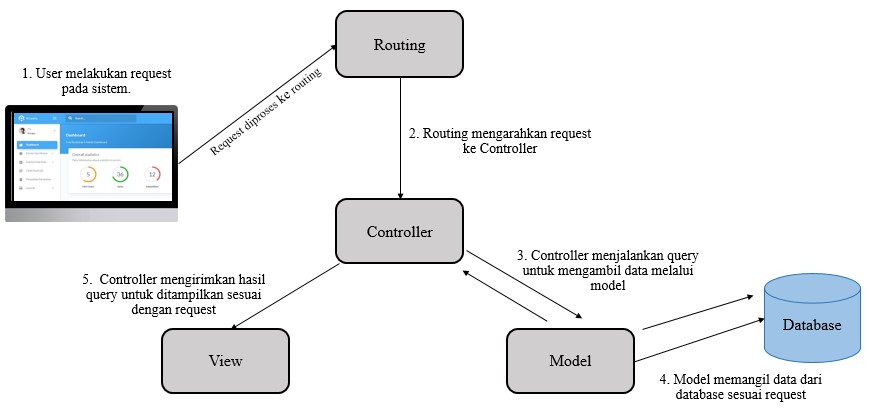 Routing
1. User melakukan request
pada sistem.
Request diproses ke routing
2. Routing mengarahkan request
ke Controller
Dashboard
5
36
12
Controller
3. Controller menjalankan query
untuk mengambil data melalui
model
5. Controller mengirimkan hasil
query untuk ditampilkan sesuai
dengan request
Database
View
Model
4. Model memangil data dari
database sesuai request